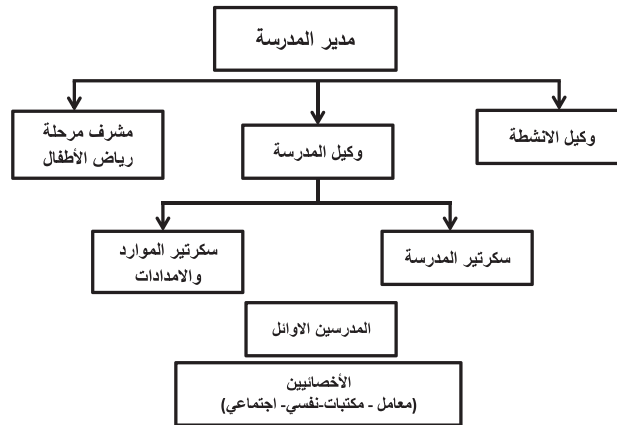 مدير المدرسة
وكيل الانشطة
وكيل المدرسة
مشرف مرحلة
رياض الأطفال
سكرتير المدرسة
سكرتير الموارد
والامدادات
المدرسين الاوائل
الأخصائيين
(معامل - مكتبات-نفسي- اجتماعي)